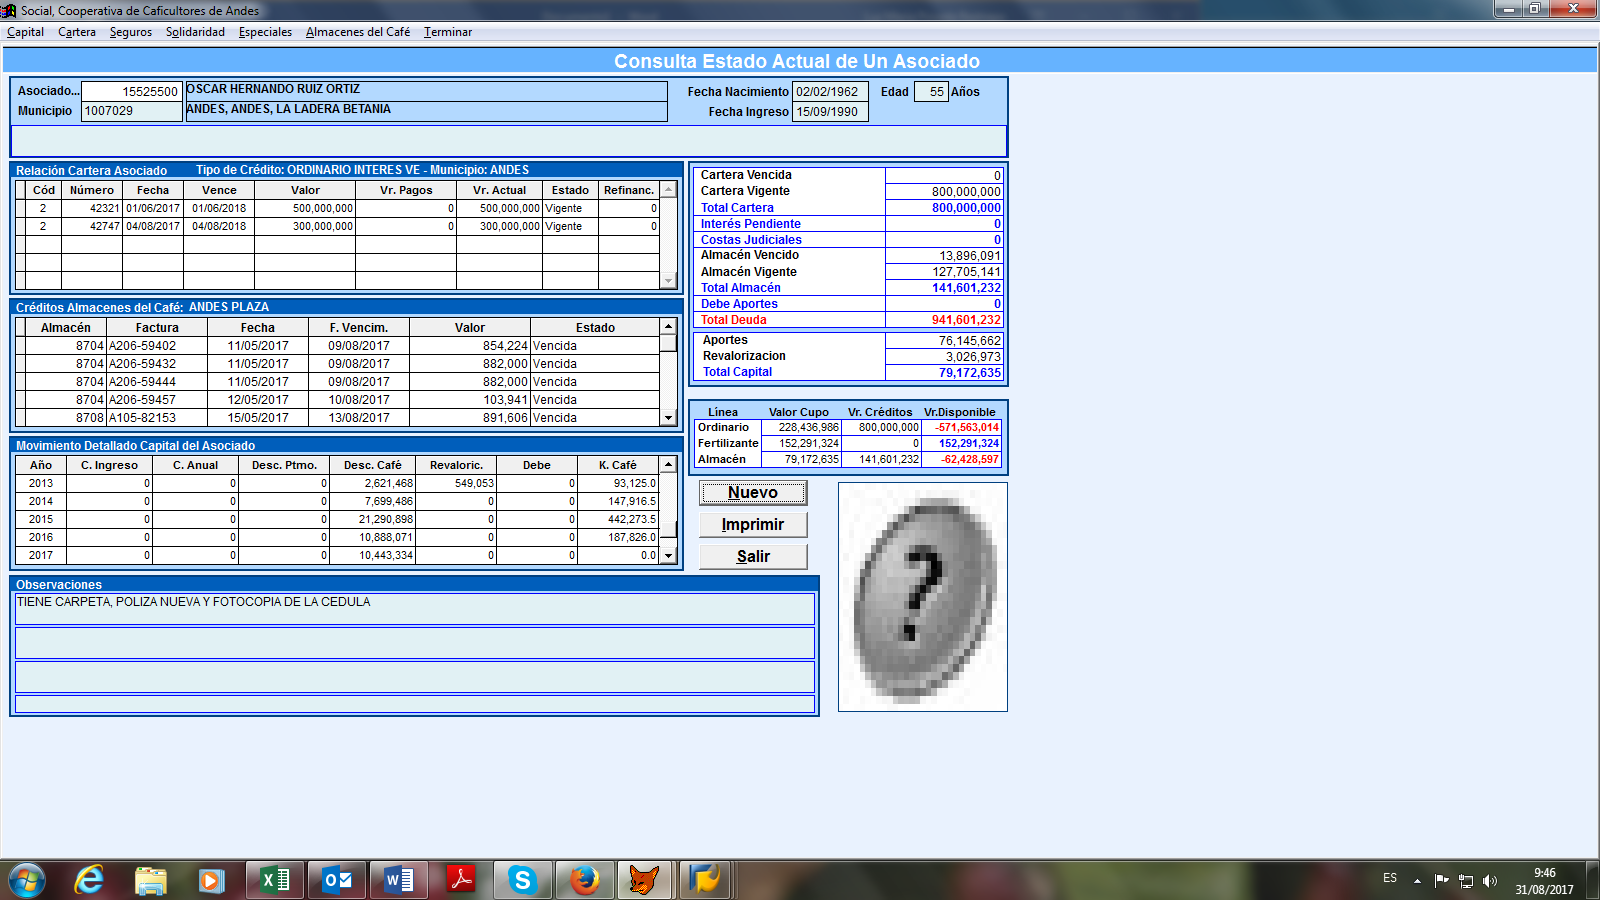 Social, Cooperativa de Caficultores de Andes
Capital Cartera Seguros Solidaridad Especiales Almacenes del Café Terminar
Consulta Estado Actual de Un Asociado
Asociado... 15525500 OSCAR HERNANDO RUIZ ORTIZ Fecha Nacimiento 02/02/1962 Edad 55 Años
Municipio 1007029 ANDES, ANDES, LA LADERA BETANIA Fecha Ingreso 15/09/1990
Relación Cartera Asociado Tipo de Crédito: ORDINARIO INTERES VE - Municipio: ANDES
Cód Número Fecha Vence Valor Vr. Pagos Vr. Actual Estado Refinanc.
2 42321 01/06/2017 01/06/2018 500,000,000 0 500,000,000 Vigente 0
2 42747 04/08/2017 04/08/2018 300,000,000 0 300,000,000 Vigente 0
Cartera Vencida 0
Cartera Vigente 800,000,000
Total Cartera 800,000,000
Interés Pendiente 0
Costas Judiciales 0
Almacén Vencido 13,896,091
Almacén Vigente 127,705,141
Total Almacén 141,601,232
Debe Aportes 0
Total Deuda 941,601,232
Aportes 76,145,662
Revalorizacion 3,026,973
Total Capital 79,172,635
Créditos Almacenes del Café: ANDES PLAZA
Almacén Factura Fecha F. Vencim. Valor Estado
8704 A206-59402 11/05/2017 09/08/2017 854,224 Vencida
8704 A206-59432 11/05/2017 09/08/2017 882,000 Vencida
8704 A206-59444 11/05/2017 09/08/2017 882,000 Vencida
8704 A206-59457 12/05/2017 10/08/2017 103,941 Vencida
8708 A105-82153 15/05/2017 13/08/2017 891,606 Vencida
Línea Valor Cupo Vr. Créditos Vr.Disponible
Ordinario 228,436,986 800,000,000 -571,563,014
Fertilizante 152,291,324 0 152,291,324
Almacén 79,172,635 141,601,232 -62,428,597
Movimiento Detallado Capital del Asociado
Año C. Ingreso C. Anual Desc. Ptmo. Desc. Café Revaloric. Debe K. Café
2013 0 0 0 2,621,468 549,053 0 93,125.0
2014 0 0 0 7,699,486 0 0 147,916.5
2015 0 0 0 21,290,898 0 0 442,273.5
2016 0 0 0 10,888,071 0 0 187,826.0
2017 0 0 0 10,443,334 0 0 0.0
Nuevo
Imprimir
Salir
?
Observaciones
TIENE CARPETA, POLIZA NUEVA Y FOTOCOPIA DE LA CEDULA
ES
9:46
31/08/2017